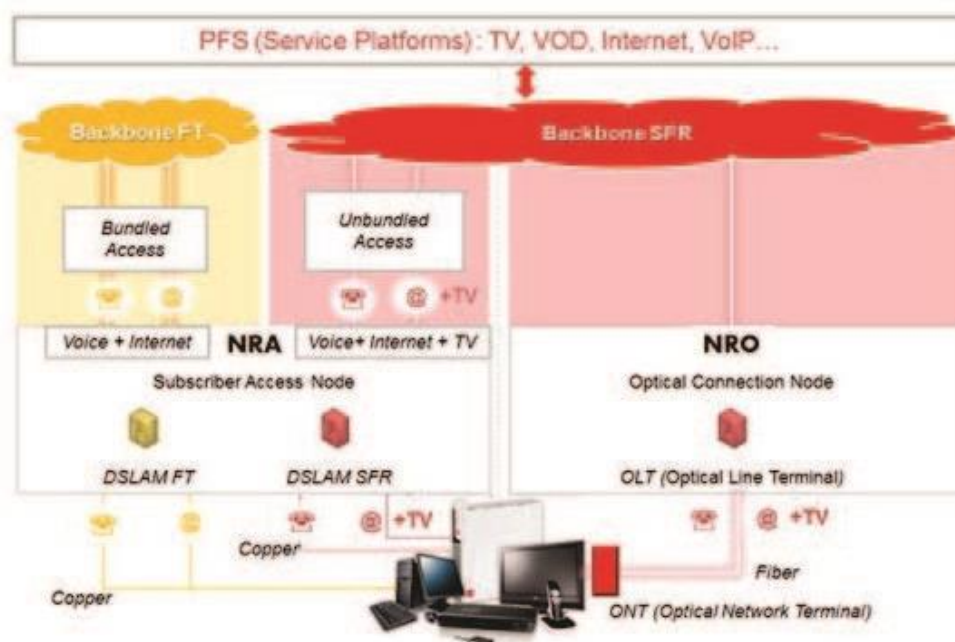 PFS (Service Platforms) : TV, VOD, Internet, VoIP...
Backbone FT
Backbone SFR
Bundled
Access
Unbundled
Access
@
@ +TV
Voice + Internet
NRA
Voice+ Internet + TV
NRO
Subscriber Access Node
Optical Connection Node
DSLAM FT
DSLAM SFR
OLT (Optical Line Terminal)
@
@ +TV
@ +TV
Copper
Fiber
Copper
ONT (Optical Network Terminal)